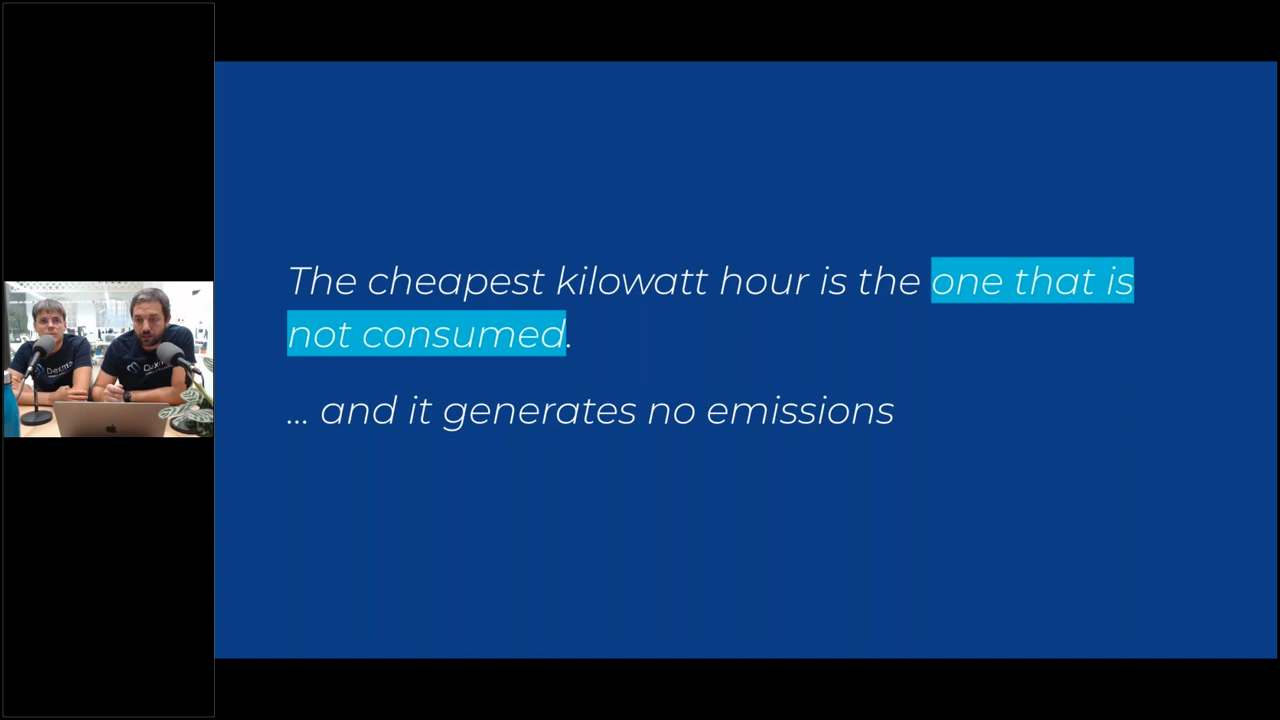 The cheapest kilowatt hour is the one that is
not consumed.
... and it generates no emissions